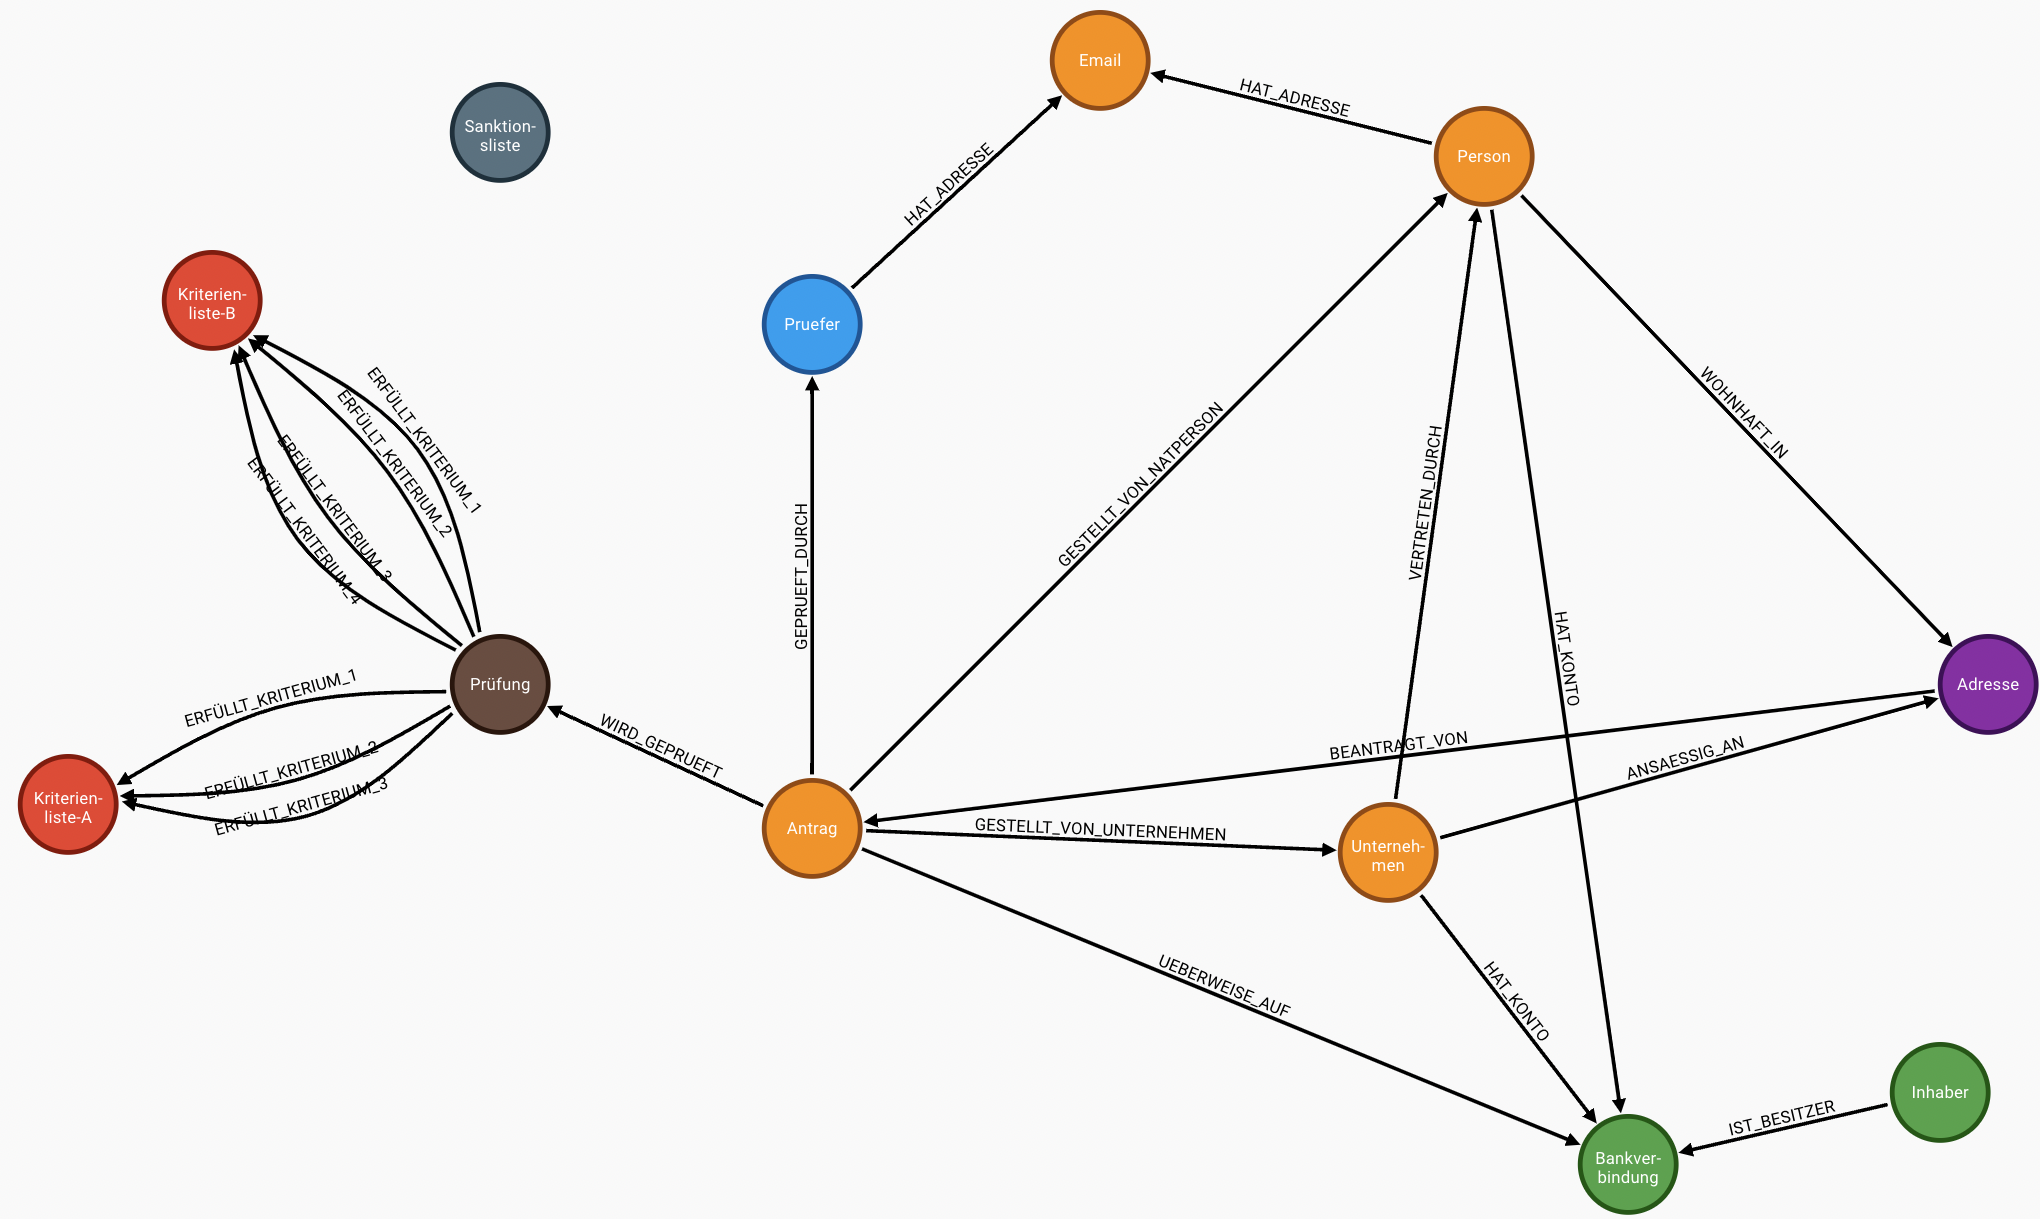 Email
HAT_ADRESSE
Sanktion-
sliste
Person
HAT_ADRESSE
Kriterien-
liste-B
Pruefer
ERFÜLLT_KRITERIUM_1
ERFÜLLT_KRITERIUM_2
ERFÜLLT_KRITERIUM_3
ERFÜLLT_KRITERIUM_4
GEPRUEFT_DURCH
GESTELLT_VON_NATPERSON
VERTRETEN_DURCH
WOHNHAFT_IN
HAT_KONTO
Prüfung
Adresse
ERFÜLLT_KRITERIUM_1
ERFÜLLT_KRITERIUM_2
ERFÜLLT_KRITERIUM_3
WIRD_GEPRUEFT
BEANTRAGT_VON
ANSAESSIG_AN
Kriterien-
liste-A
Antrag
GESTELLT_VON_UNTERNEHMEN
Unterneh-
men
UEBERWEISE_AUF
HAT_KONTO
Inhaber
IST_BESITZER
Bankver-
bindung